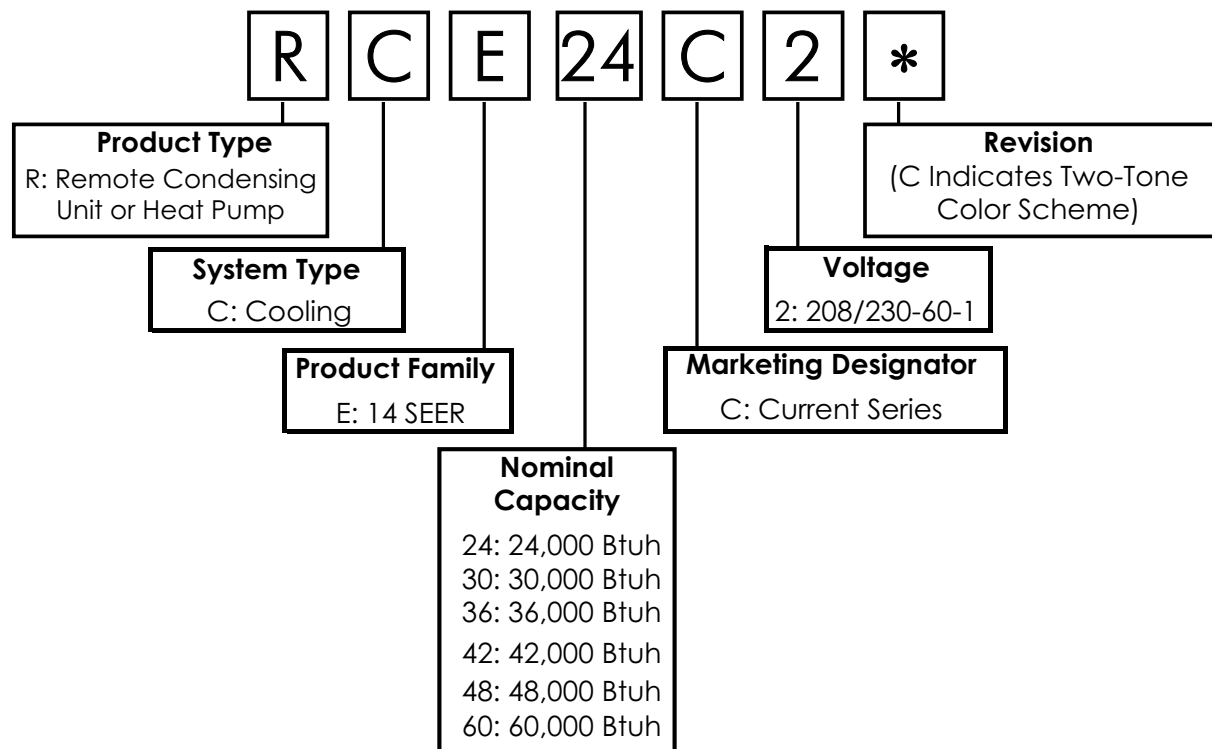 R C E 24 C 2 *
Product Type
R: Remote Condensing
Unit or Heat Pump
Revision
(C Indicates Two-Tone
Color Scheme)
System Type
C: Cooling
Voltage
2: 208/230-60-1
Product Family
E: 14 SEER
Marketing Designator
C: Current Series
Nominal
Capacity
24: 24,000 Btuh
30: 30,000 Btuh
36: 36,000 Btuh
42: 42,000 Btuh
48: 48,000 Btuh
60: 60,000 Btuh